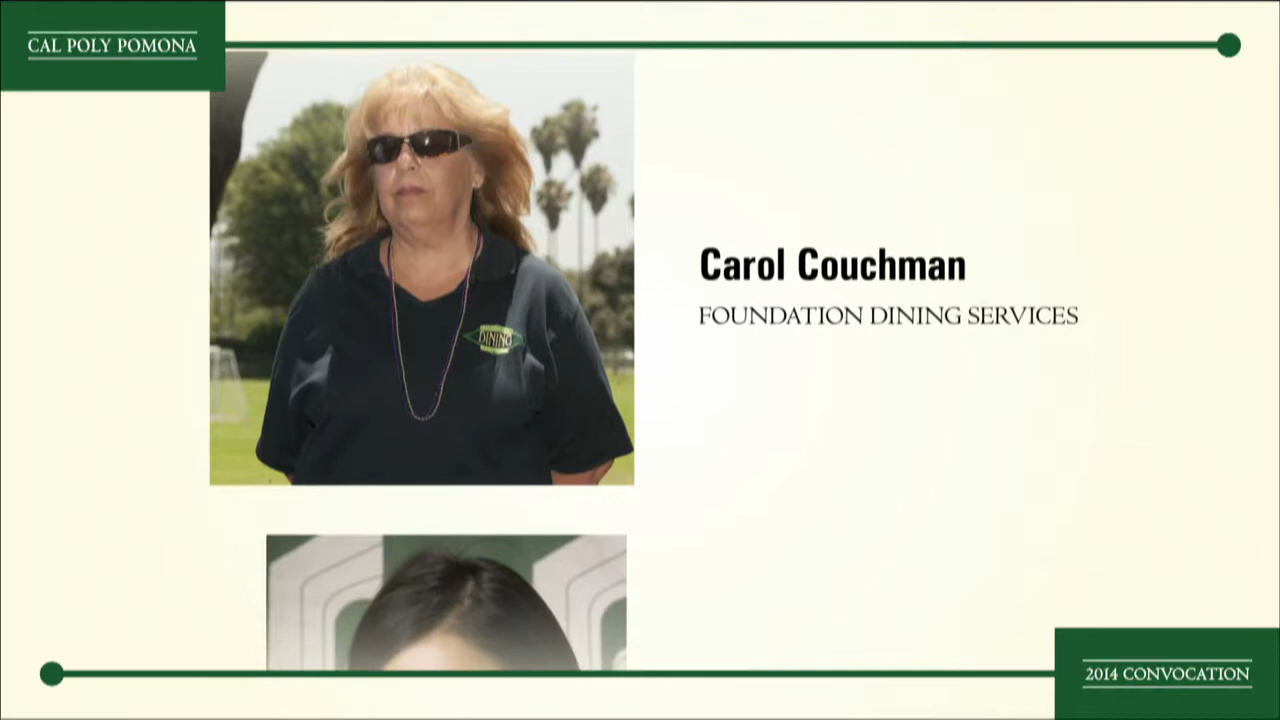 CAL POLY POMONA
DINING
Carol Couchman
FOUNDATION DINING SERVICES
2014 CONVOCATION